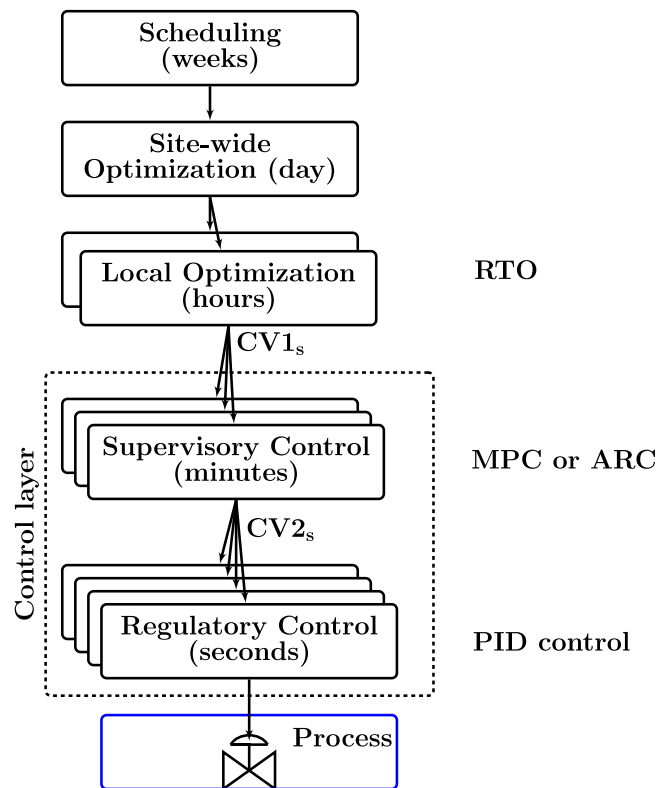 Scheduling
(weeks)
Site-wide
Optimization (day)
Local Optimization
(hours)
RTO
CV1s
Control layer
Supervisory Control
(minutes)
MPC or ARC
CV2s
Regulatory Control
(seconds)
PID control
Process